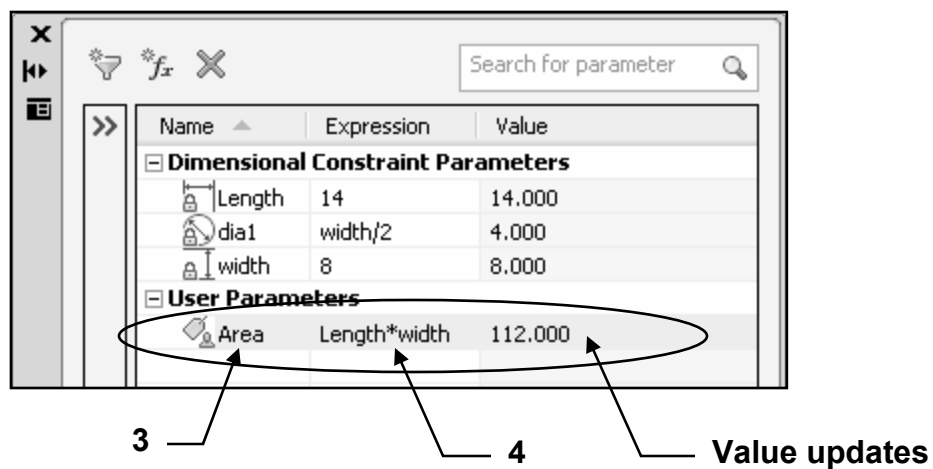 Search for parameter
fx
Name Expression Value
Dimensional Constraint Parameters
Length 14 14.000
dia1 width/2 4.000
width 8 8.000
User Parameters
Area Length*width 112.000
3 4 Value updates